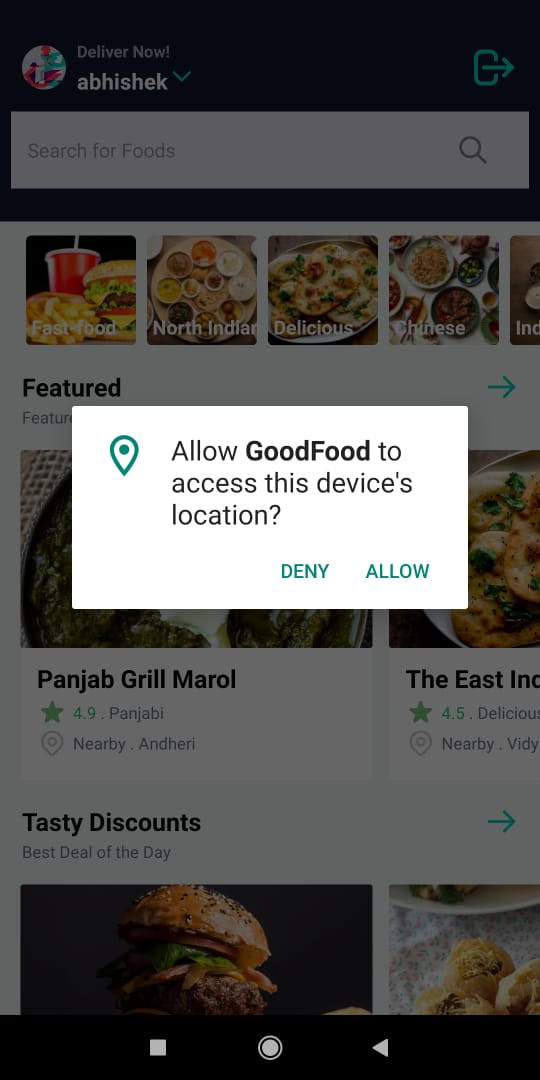 Deliver Now!
abhishek
Search for Foods
Fast-food
North Indian
Delicious
Chinese
Ind
Featured
Featur
Allow GoodFood to
access this device's
location?
DENY ALLOW
Panjab Grill Marol
4.9 . Panjabi
Nearby . Andheri
The East Ind
4.5 . Delicious
Nearby . Vidy
Tasty Discounts
Best Deal of the Day